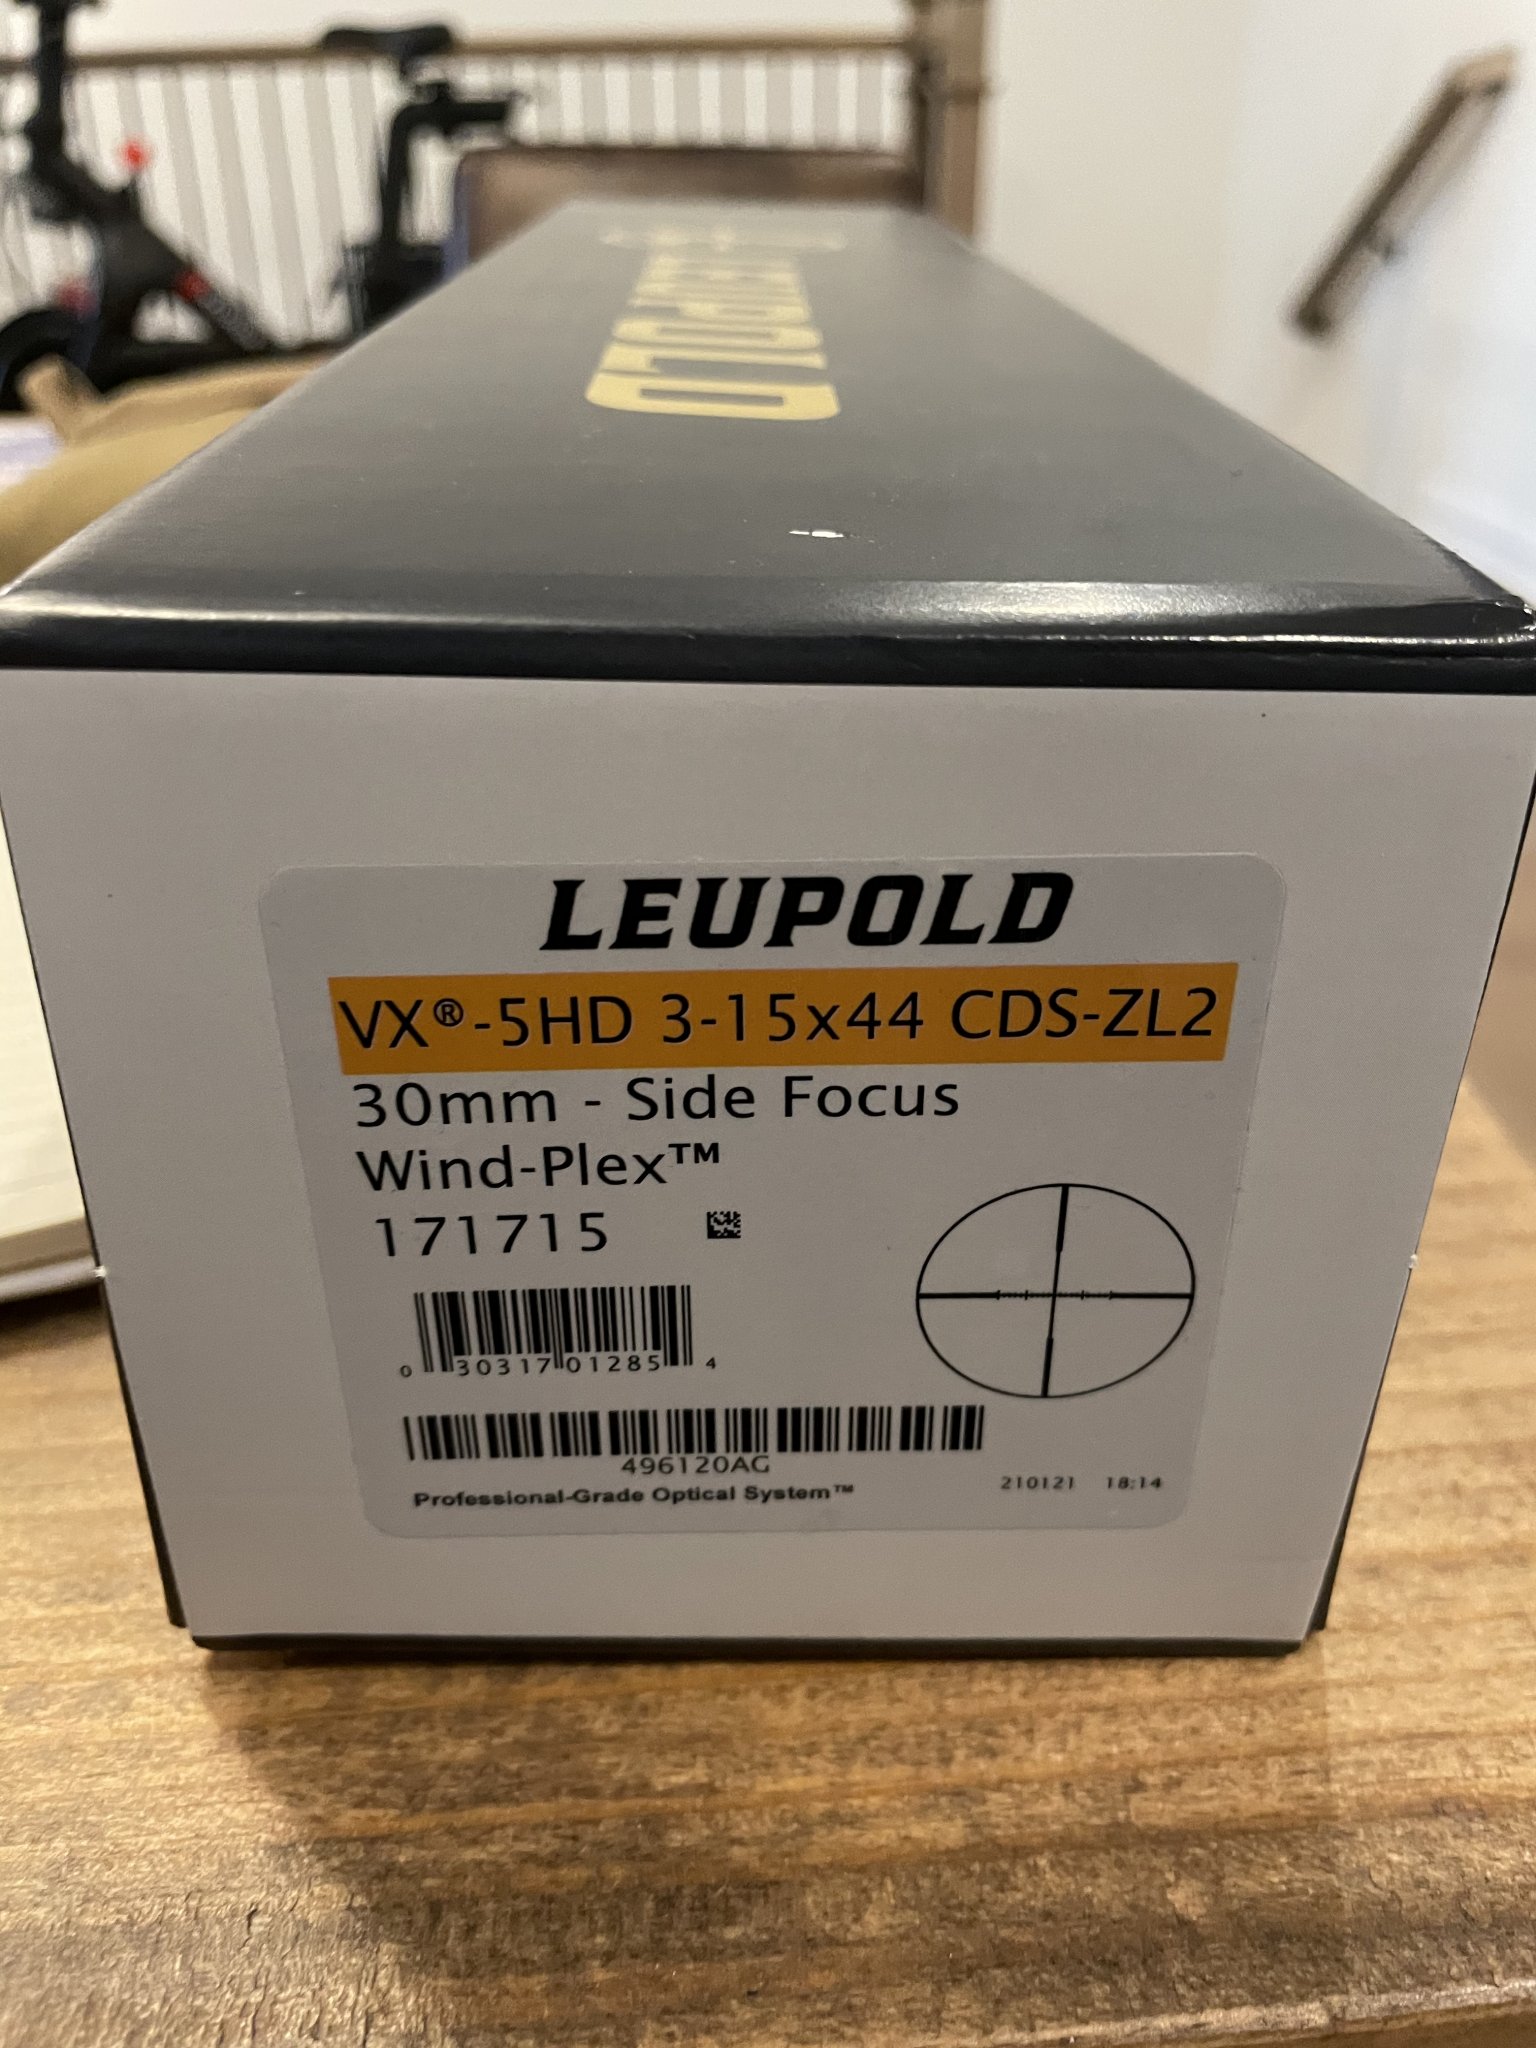 LEUPOLD
LEUPOLD
VX®-5HD 3-15x44 CDS-ZL2
30mm - Side Focus
Wind-Plex™
171715
0 30317 01285 4
496120AG
Professional-Grade Optical System™
210121 18:14